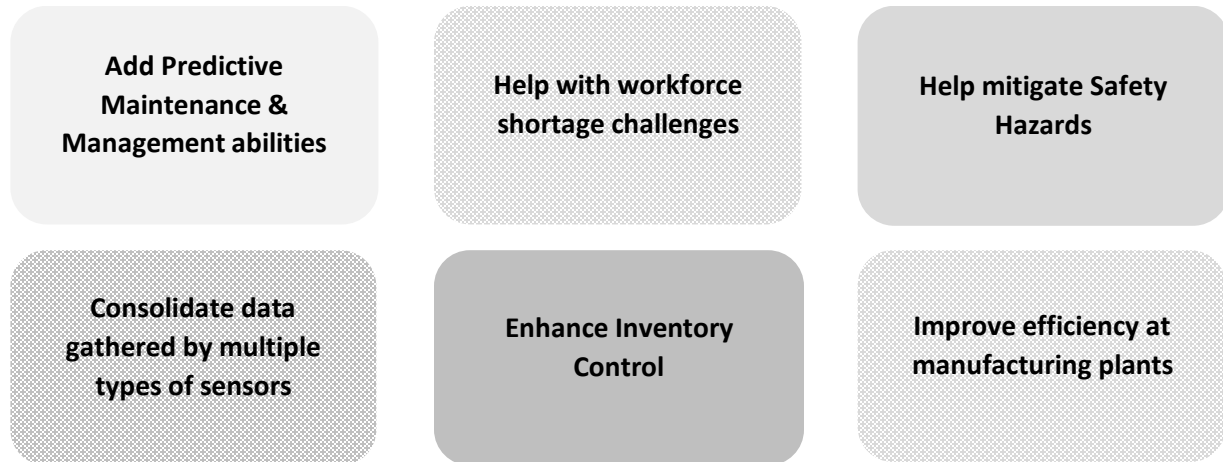 Add Predictive
Maintenance &
Management abilities
Help with workforce
shortage challenges
Help mitigate Safety
Hazards
Consolidate data
gathered by multiple
types of sensors
Enhance Inventory
Control
Improve efficiency at
manufacturing plants